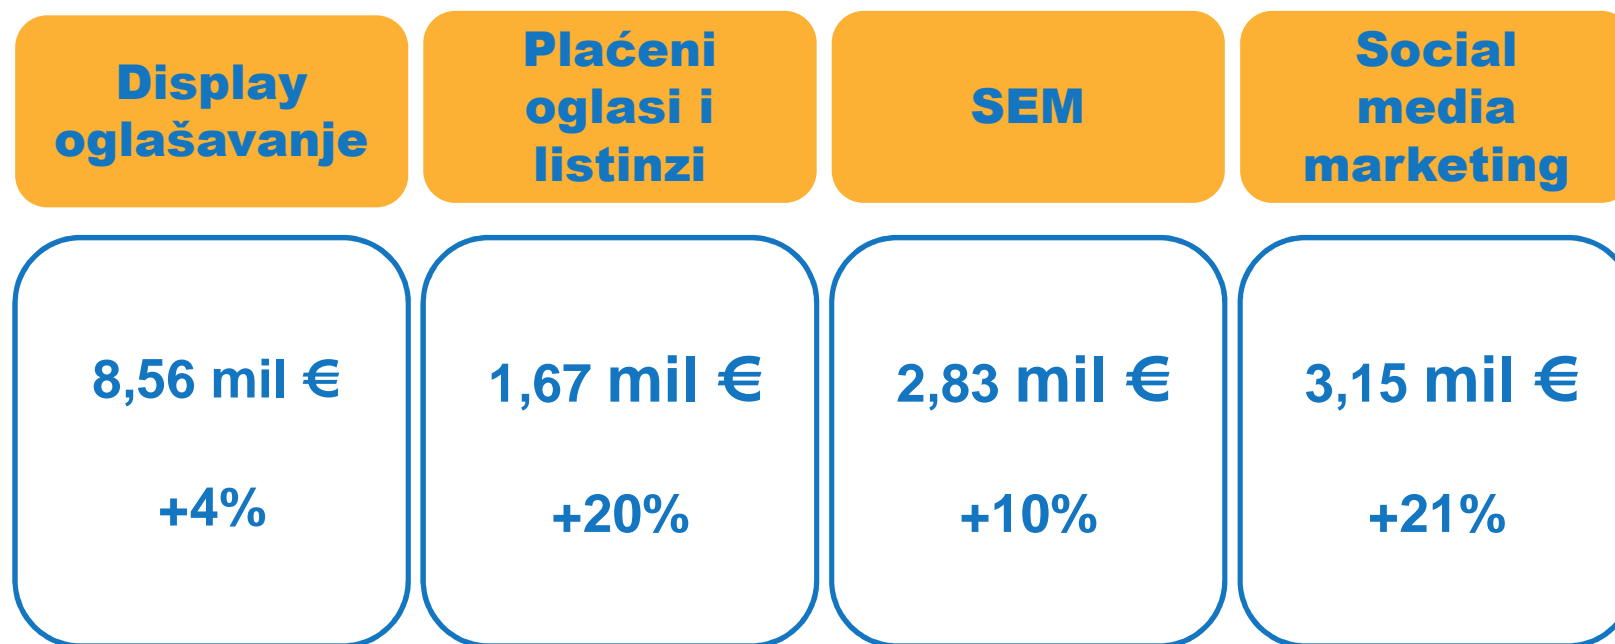 Display
oglašavanje
Plaćeni
oglasi i
listinzi
SEM
Social
media
marketing
8,56 mil €
+4%
1,67 mil €
+20%
2,83 mil €
+10%
3,15 mil €
+21%